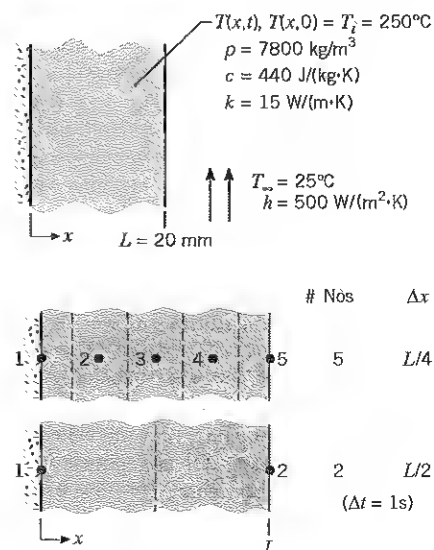 T(x,t), T(x,0) = Tᵢ = 250°C
ρ = 7800 kg/m³
c = 440 J/(kg·K)
k = 15 W/(m·K)
T∞ = 25°C
h = 500 W/(m²·K)
x
L = 20 mm
# Nòs Δx
1 2 3 4 5 5 L/4
1 2 2 L/2
(Δt = 1s)
x
L